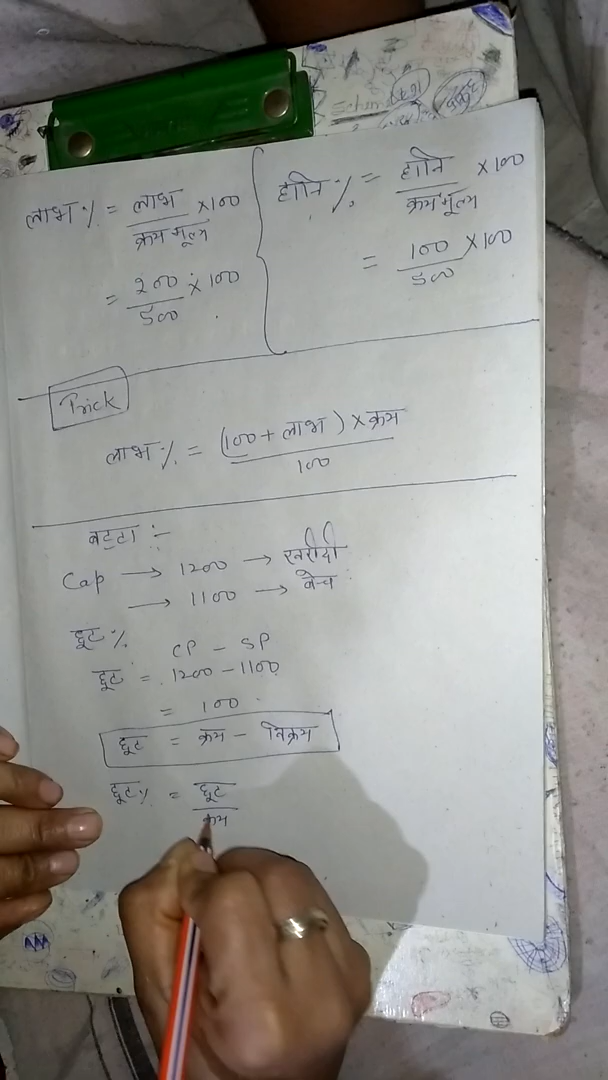 लाभ % = लाभ / क्रय मूल्य × 100
= 200 / 500 × 100
हानि % = हानि / क्रय मूल्य × 100
= 100 / 500 × 100
Trick
लाभ % = (100 + लाभ) × क्रय / 100
बट्टा :-
Cap → 1200 → खरीदी
→ 1100 → बेच
छूट %
CP - SP
छूट = 1200 - 1100
= 100
छूट = क्रय - विक्रय
छूट % = छूट / क्रय